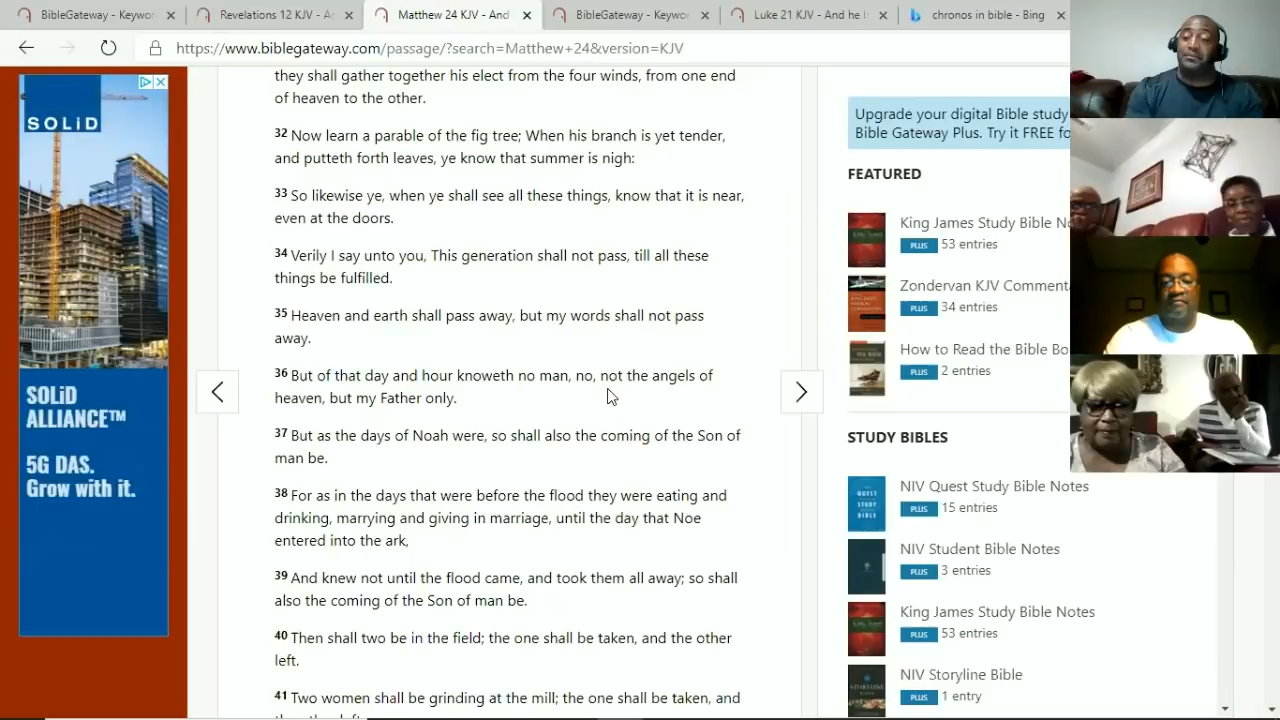 BibleGateway - Keywor
Revelations 12 KJV - A
Matthew 24 KJV - And
BibleGateway - Keywor
Luke 21 KJV - And he l
chronos in bible - Bing
https://www.biblegateway.com/passage/?search=Matthew+24&version=KJV
they shall gather together his elect from the four winds, from one end
of heaven to the other.
32 Now learn a parable of the fig tree; When his branch is yet tender,
and putteth forth leaves, ye know that summer is nigh:
33 So likewise ye, when ye shall see all these things, know that it is near,
even at the doors.
34 Verily I say unto you, This generation shall not pass, till all these
things be fulfilled.
35 Heaven and earth shall pass away, but my words shall not pass
away.
36 But of that day and hour knoweth no man, no, not the angels of
heaven, but my Father only.
37 But as the days of Noah were, so shall also the coming of the Son of
man be.
38 For as in the days that were before the flood they were eating and
drinking, marrying and giving in marriage, until the day that Noe
entered into the ark,
39 And knew not until the flood came, and took them all away; so shall
also the coming of the Son of man be.
40 Then shall two be in the field; the one shall be taken, and the other
left.
41 Two women shall be grinding at the mill; the one shall be taken, and
SOLiD
SOLiD
ALLIANCE™
5G DAS.
Grow with it.
Upgrade your digital Bible study
Bible Gateway Plus. Try it FREE fo
FEATURED
King James Study Bible No
PLUS 53 entries
Zondervan KJV Commenta
PLUS 34 entries
How to Read the Bible Bo
PLUS 2 entries
STUDY BIBLES
NIV Quest Study Bible Notes
PLUS 15 entries
NIV Student Bible Notes
PLUS 3 entries
King James Study Bible Notes
PLUS 53 entries
NIV Storyline Bible
PLUS 1 entry